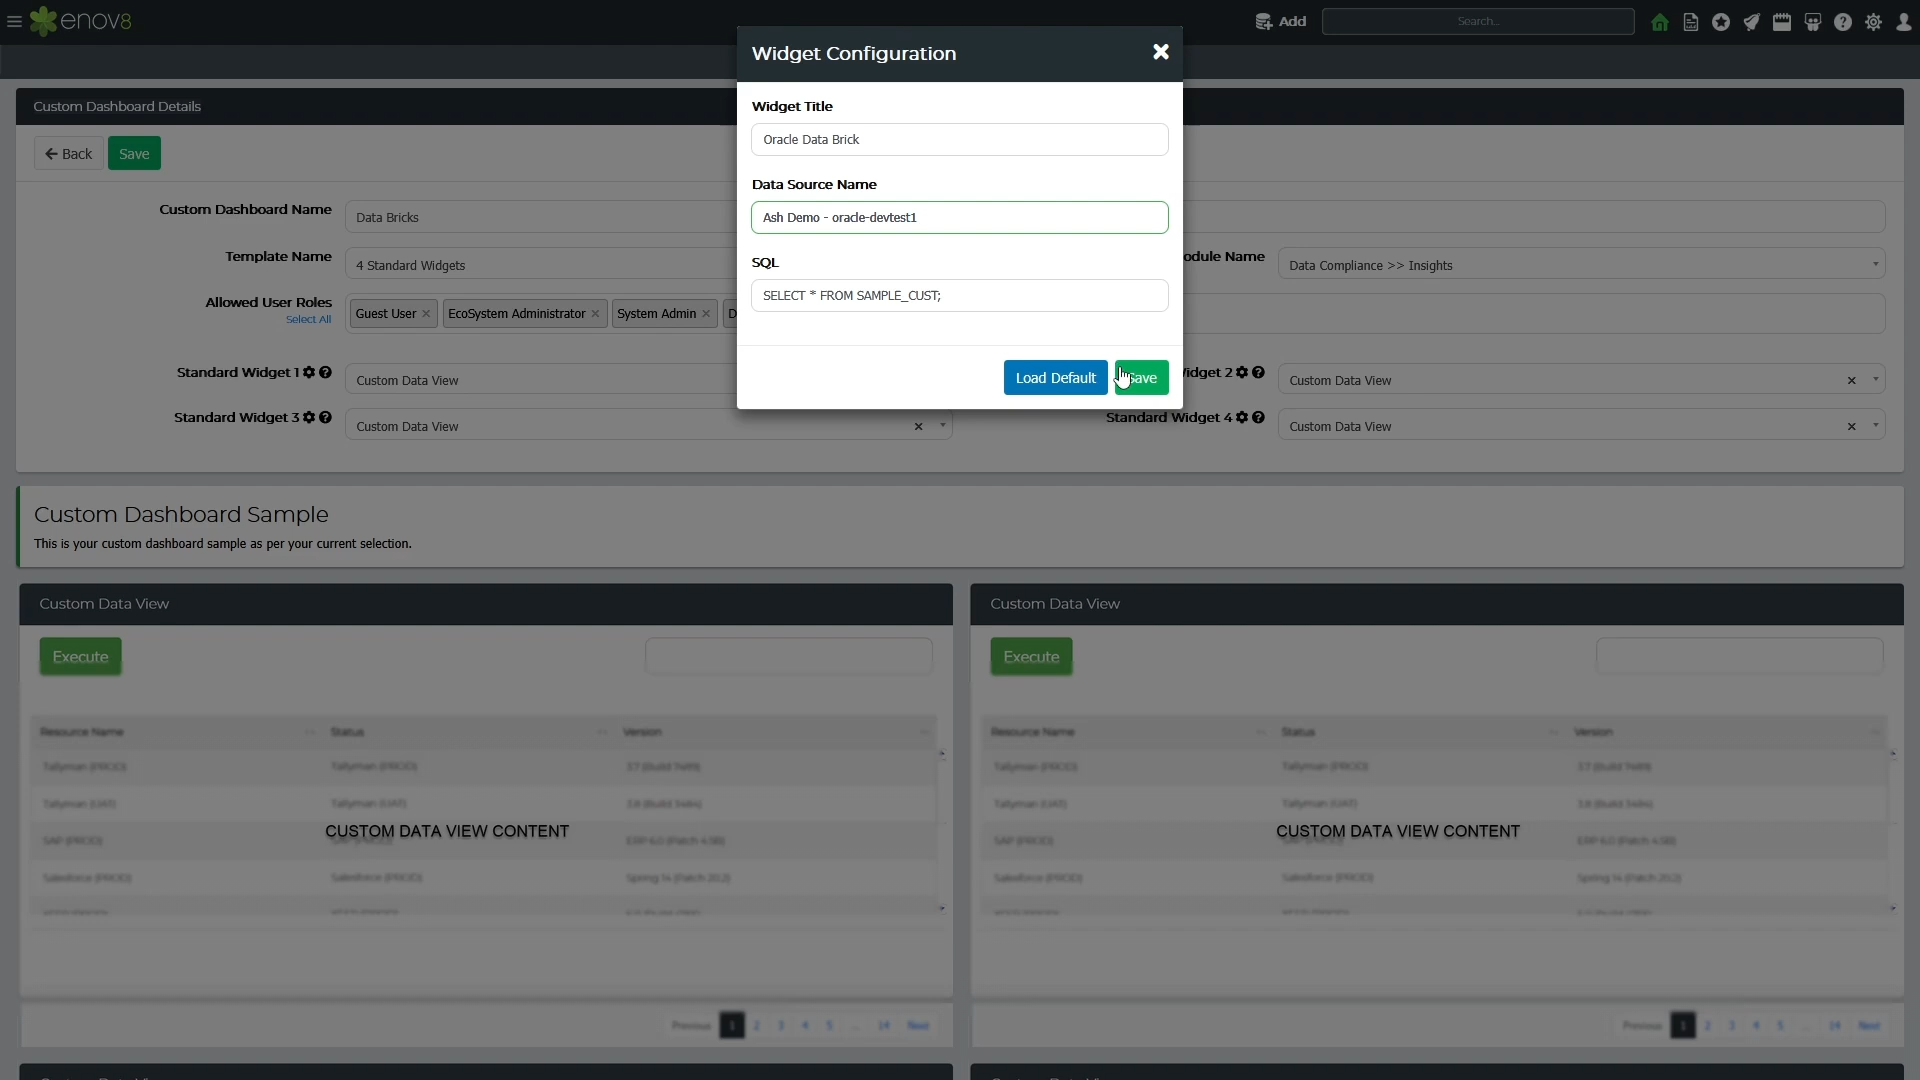 enov8
Add
Search...
Widget Configuration
Widget Title
Oracle Data Brick
Data Source Name
Ash Demo - oracle-devtest1
SQL
SELECT * FROM SAMPLE_CUST;
Load Default
Save
Custom Dashboard Details
Back
Save
Custom Dashboard Name
Data Bricks
Template Name
4 Standard Widgets
odule Name
Data Compliance >> Insights
Allowed User Roles
Select All
Guest User
EcoSystem Administrator
System Admin
D
Standard Widget 1
Custom Data View
Widget 2
Custom Data View
Standard Widget 3
Custom Data View
Standard Widget 4
Custom Data View
Custom Dashboard Sample
This is your custom dashboard sample as per your current selection.
Custom Data View
Custom Data View
Execute
Execute
Resource Name Status Version
Resource Name Status Version
Tallyman (PROD) Tallyman (PROD) 3.7 (Build 7489)
Tallyman (PROD) Tallyman (PROD) 3.7 (Build 7489)
Tallyman (UAT) Tallyman (UAT) 3.8 (Build 3484)
Tallyman (UAT) Tallyman (UAT) 3.8 (Build 3484)
CUSTOM DATA VIEW CONTENT
CUSTOM DATA VIEW CONTENT
SAP (PROD) SAP (PROD) ERP 6.0 (Patch 4.5B)
SAP (PROD) SAP (PROD) ERP 6.0 (Patch 4.5B)
Salesforce (PROD) Salesforce (PROD) Spring 14 (Patch 20.2)
Salesforce (PROD) Salesforce (PROD) Spring 14 (Patch 20.2)
Previous 1 2 3 4 5 ... 14 Next
Previous 1 2 3 4 5 ... 14 Next